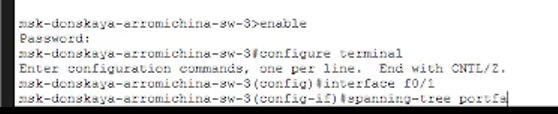 msk-donskaya-arromichina-sw-3>enable
Password:
msk-donskaya-arromichina-sw-3#configure terminal
Enter configuration commands, one per line.  End with CNTL/Z.
msk-donskaya-arromichina-sw-3(config)#interface f0/1
msk-donskaya-arromichina-sw-3(config-if)#spanning-tree portfa